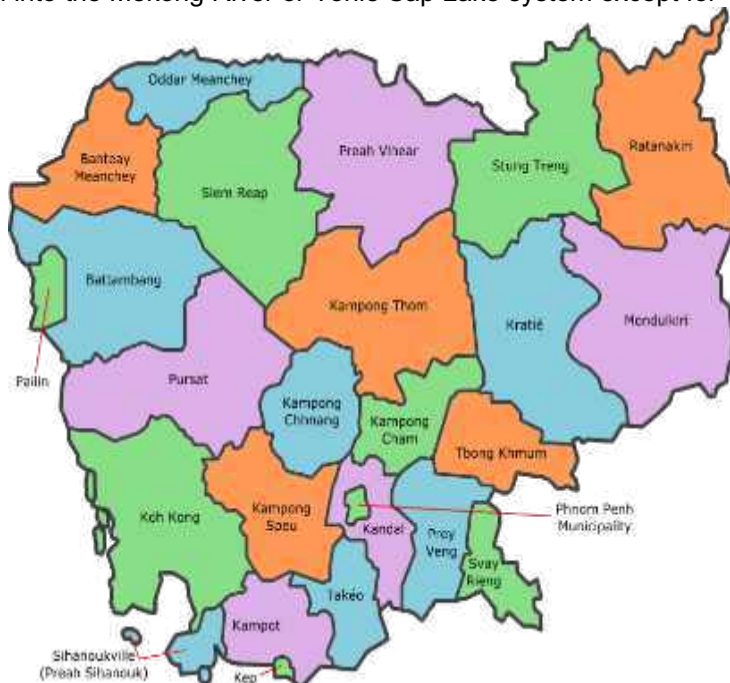 into the Mekong River or Tonle Sap Lake system except for
Oddar Meanchey
Banteay
Meanchey
Siem Reap
Preah Vihear
Stung Treng
Ratanakiri
Battambang
Kampong Thom
Kratié
Mondulkiri
Pailin
Pursat
Kampong
Chhnang
Kampong
Cham
Tbong Khmum
Koh Kong
Kampong
Speu
Kandal
Prey
Veng
Phnom Penh
Municipality
Svay
Rieng
Takéo
Kampot
Sihanoukville
(Preah Sihanouk)
Kep